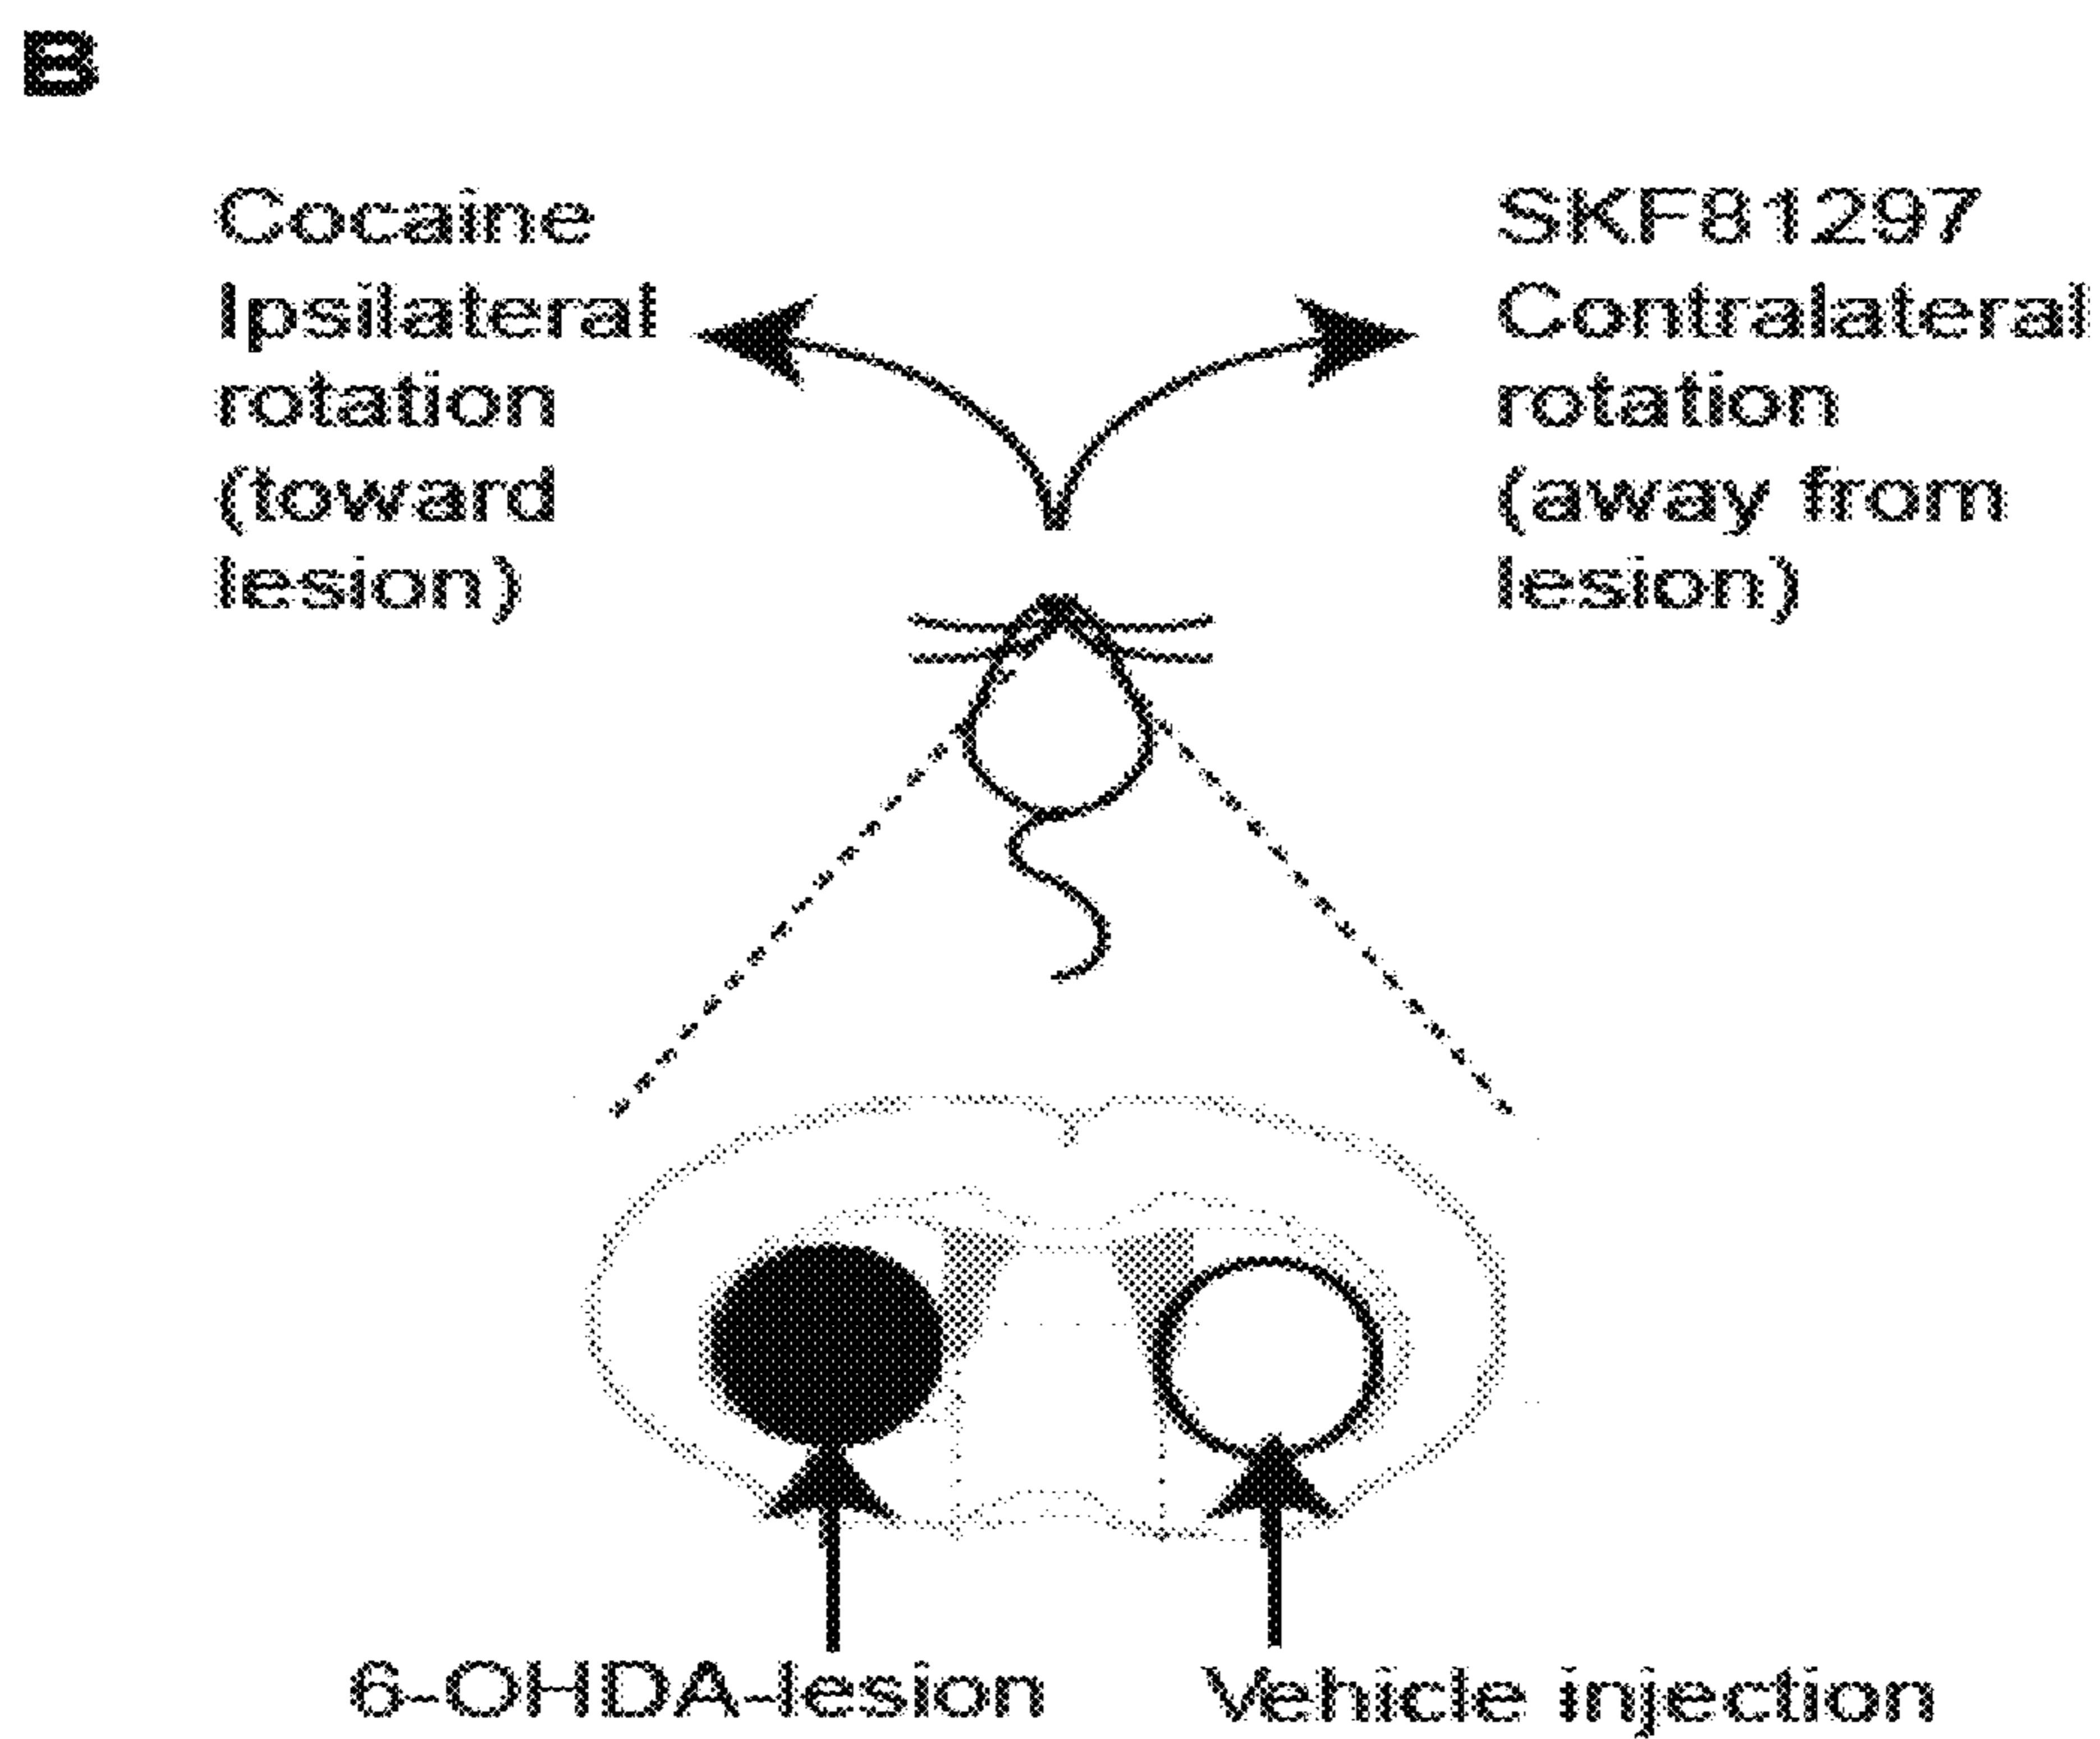 B
Cocaine
Ipsilateral
rotation
(toward
lesion)
SKF81297
Contralateral
rotation
(away from
lesion)
6-OHDA-lesion
Vehicle injection